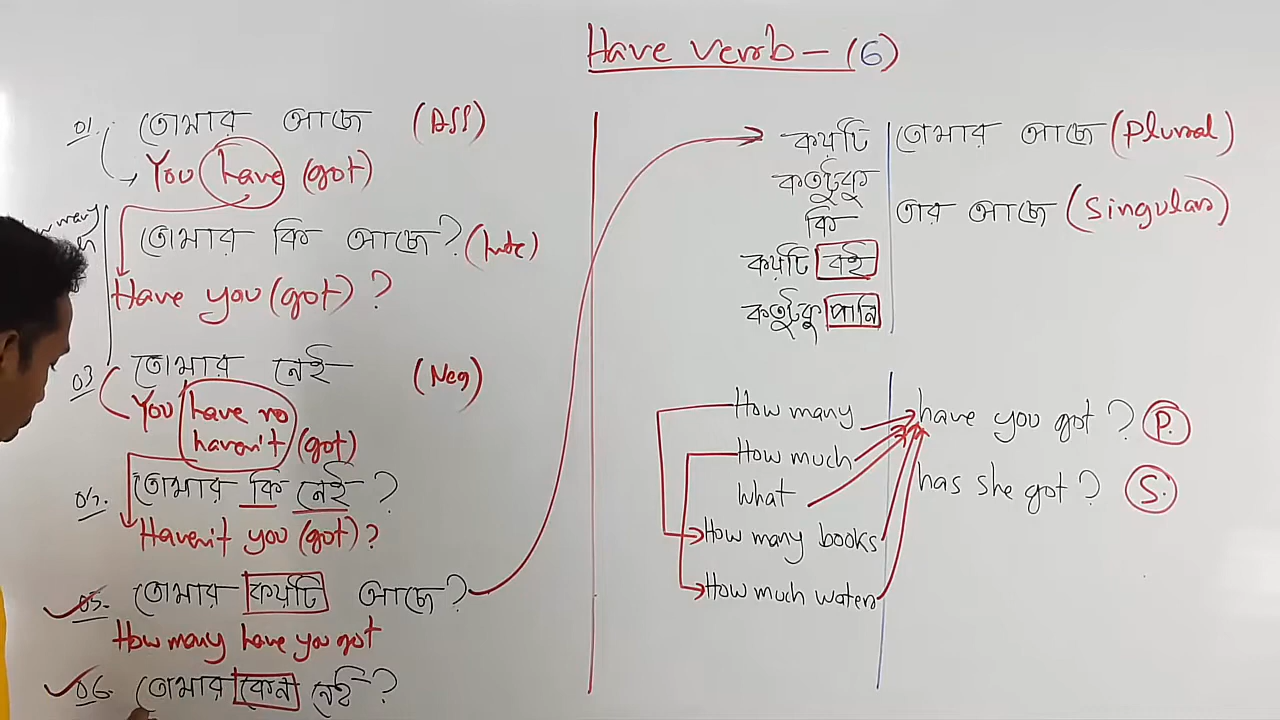 Have verb - (6)
01. তোমার আছে (Ass)
You have (got)
তোমার কি আছে? (Inte)
Have you (got) ?
03 তোমার নেই (Neg)
You have no
haven't (got)
04. তোমার কি নেই ?
Haven't you (got) ?
05. তোমার কয়টি আছে?
How many have you got
06. তোমার কেন নেই ?
কয়টি তোমার আছে (Plural)
কতটুকু
কি তার আছে (Singular)
কয়টি বই
কতটুকু পানি
How many have you got ? P.
How much
What has she got ? S.
How many books
How much water